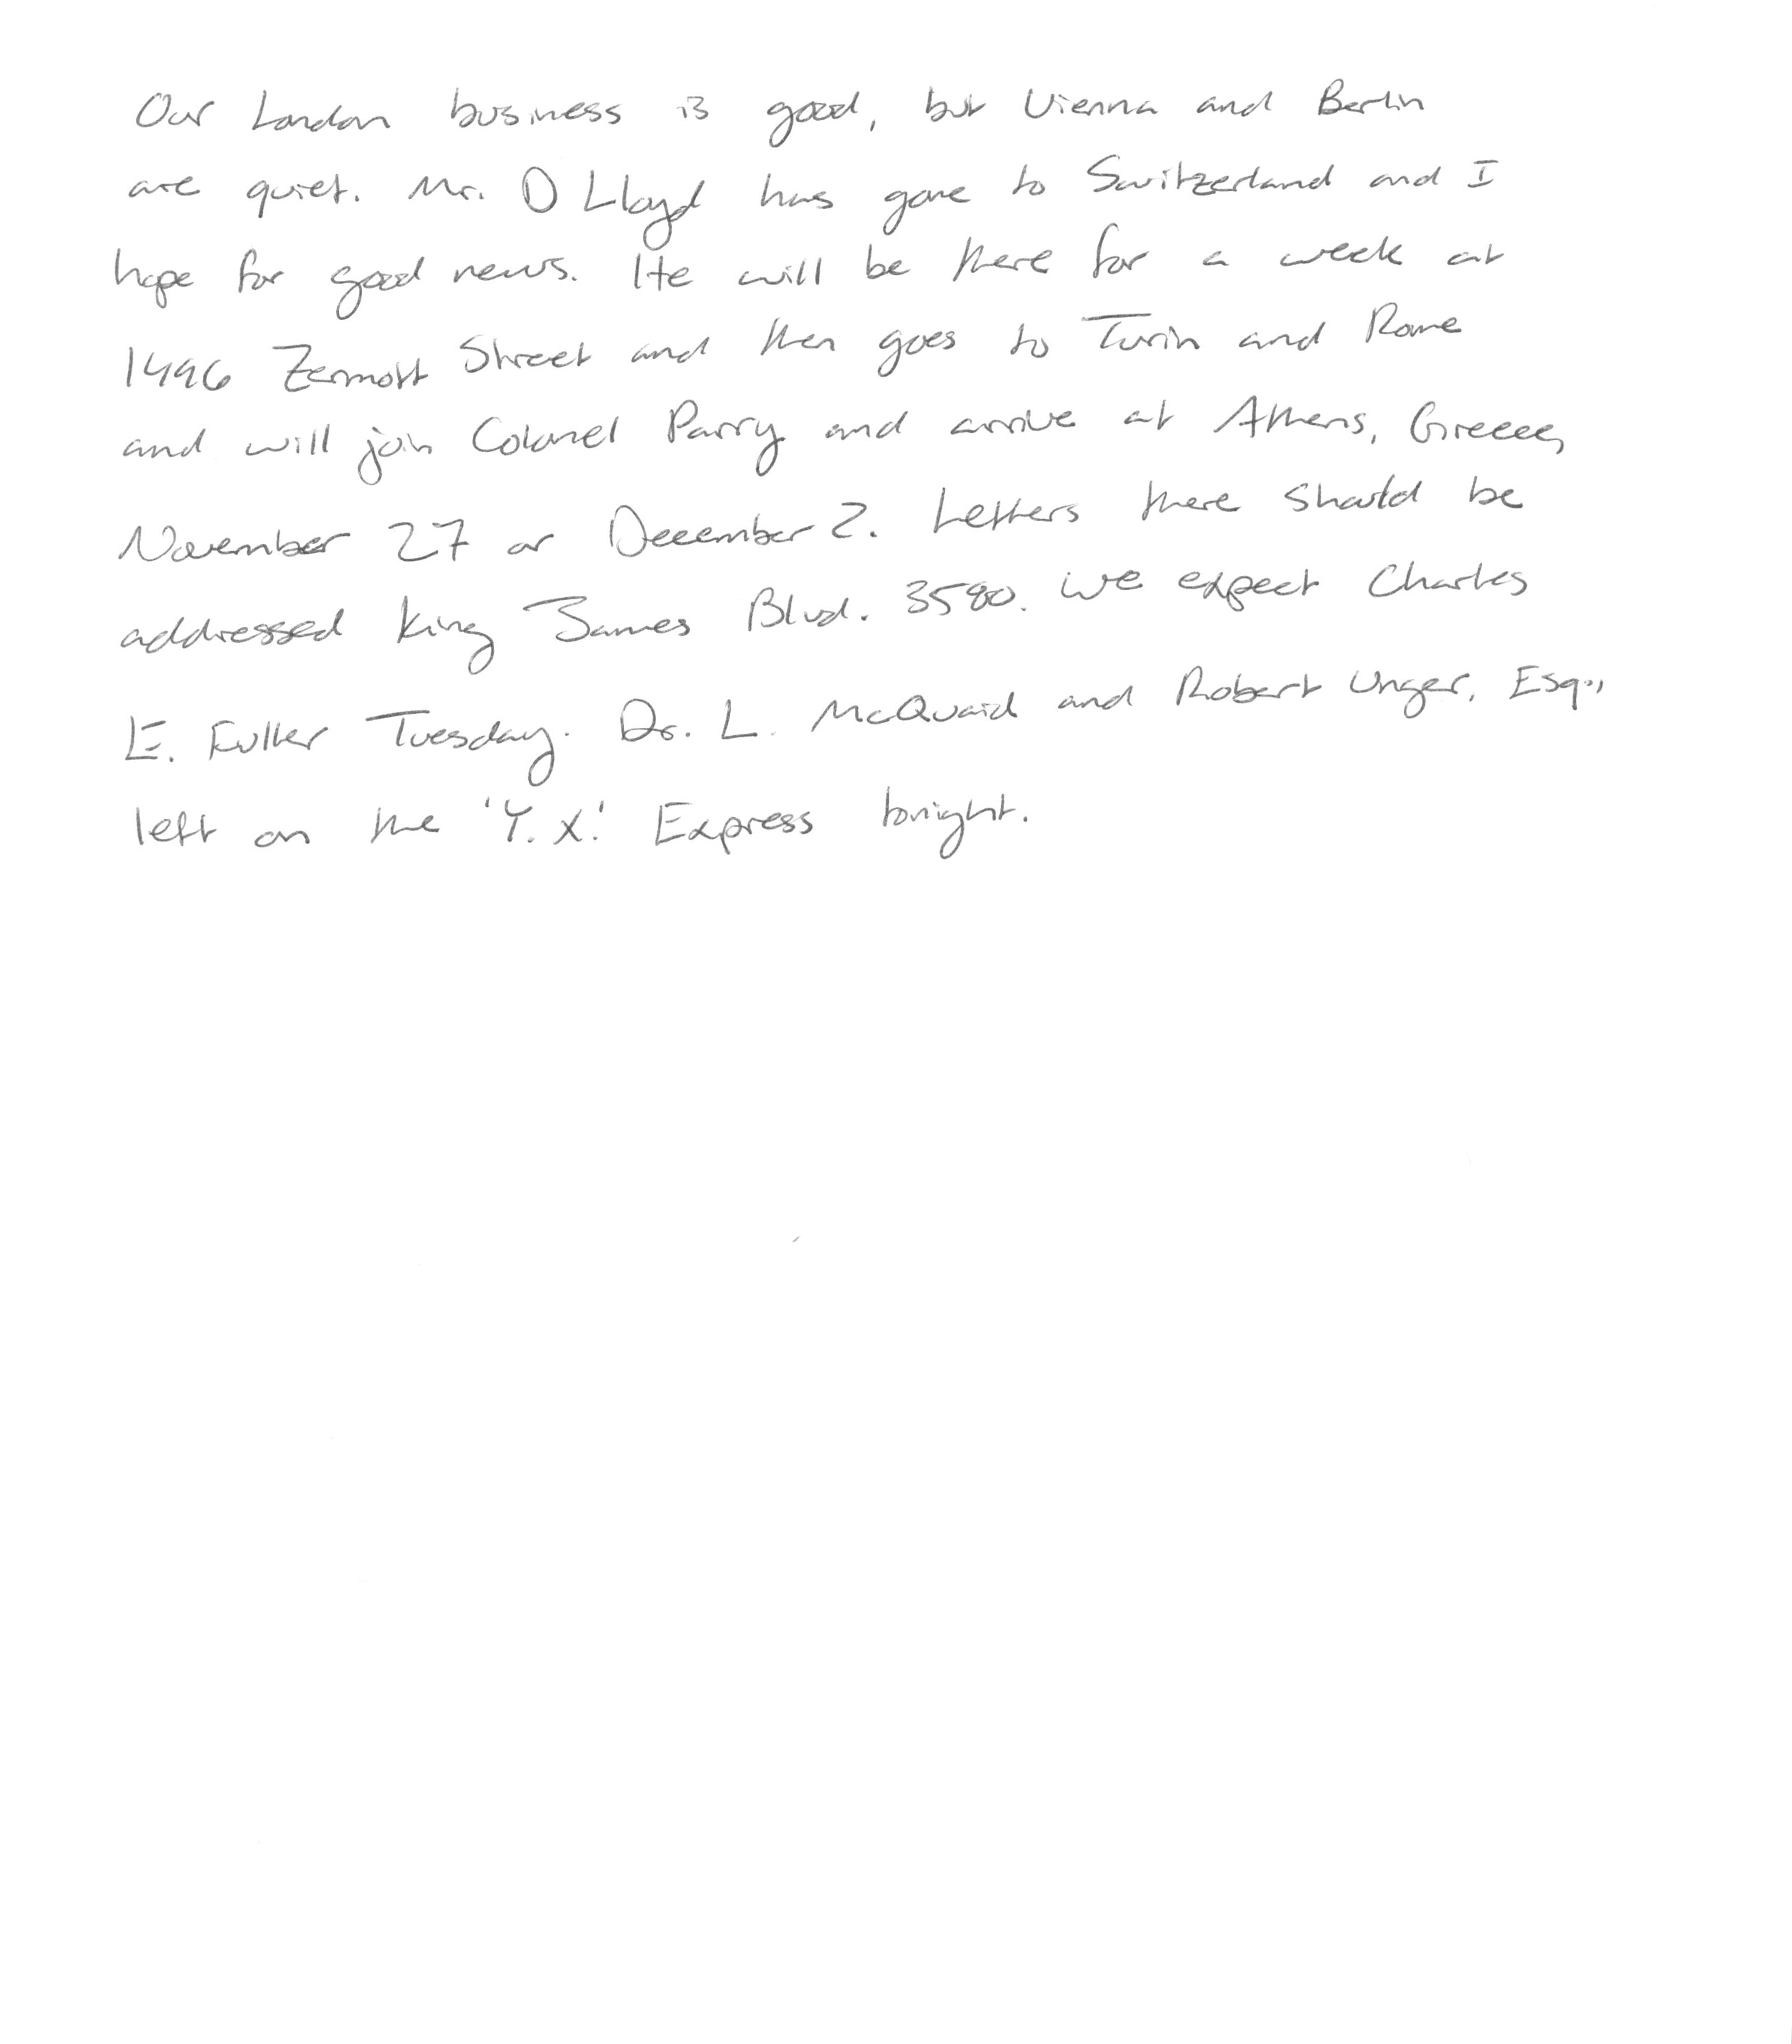 Our London business is good, but Vienna and Berlin
are quiet. Mr. D Lloyd has gone to Switzerland and I
hope for good news. He will be there for a week at
1496 Zermott Street and then goes to Turin and Rome
and will join Colonel Parry and arrive at Athens, Greece,
November 27 or December 2. Letters there should be
addressed King James Blvd. 3580. We expect Charles
E. Fuller Tuesday. Dr. L. McQuaid and Robert Unger, Esq.,
left on the 'Y.X.' Express tonight.